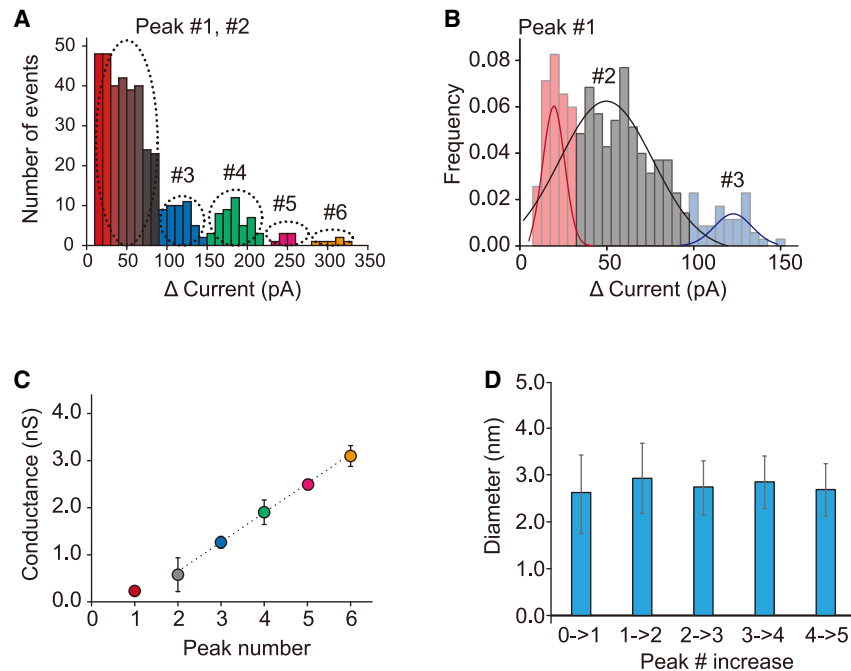 A
Peak #1, #2
Number of events
50
40
30
20
10
0
#3
#4
#5
#6
0 50 100 150 200 250 300 350
Δ Current (pA)
B
Peak #1
Frequency
0.08
0.06
0.04
0.02
0.00
#2
#3
0 50 100 150
Δ Current (pA)
C
Conductance (nS)
4.0
3.0
2.0
1.0
0.0
0 1 2 3 4 5 6
Peak number
D
Diameter (nm)
5.0
4.0
3.0
2.0
1.0
0.0
0->1 1->2 2->3 3->4 4->5
Peak # increase